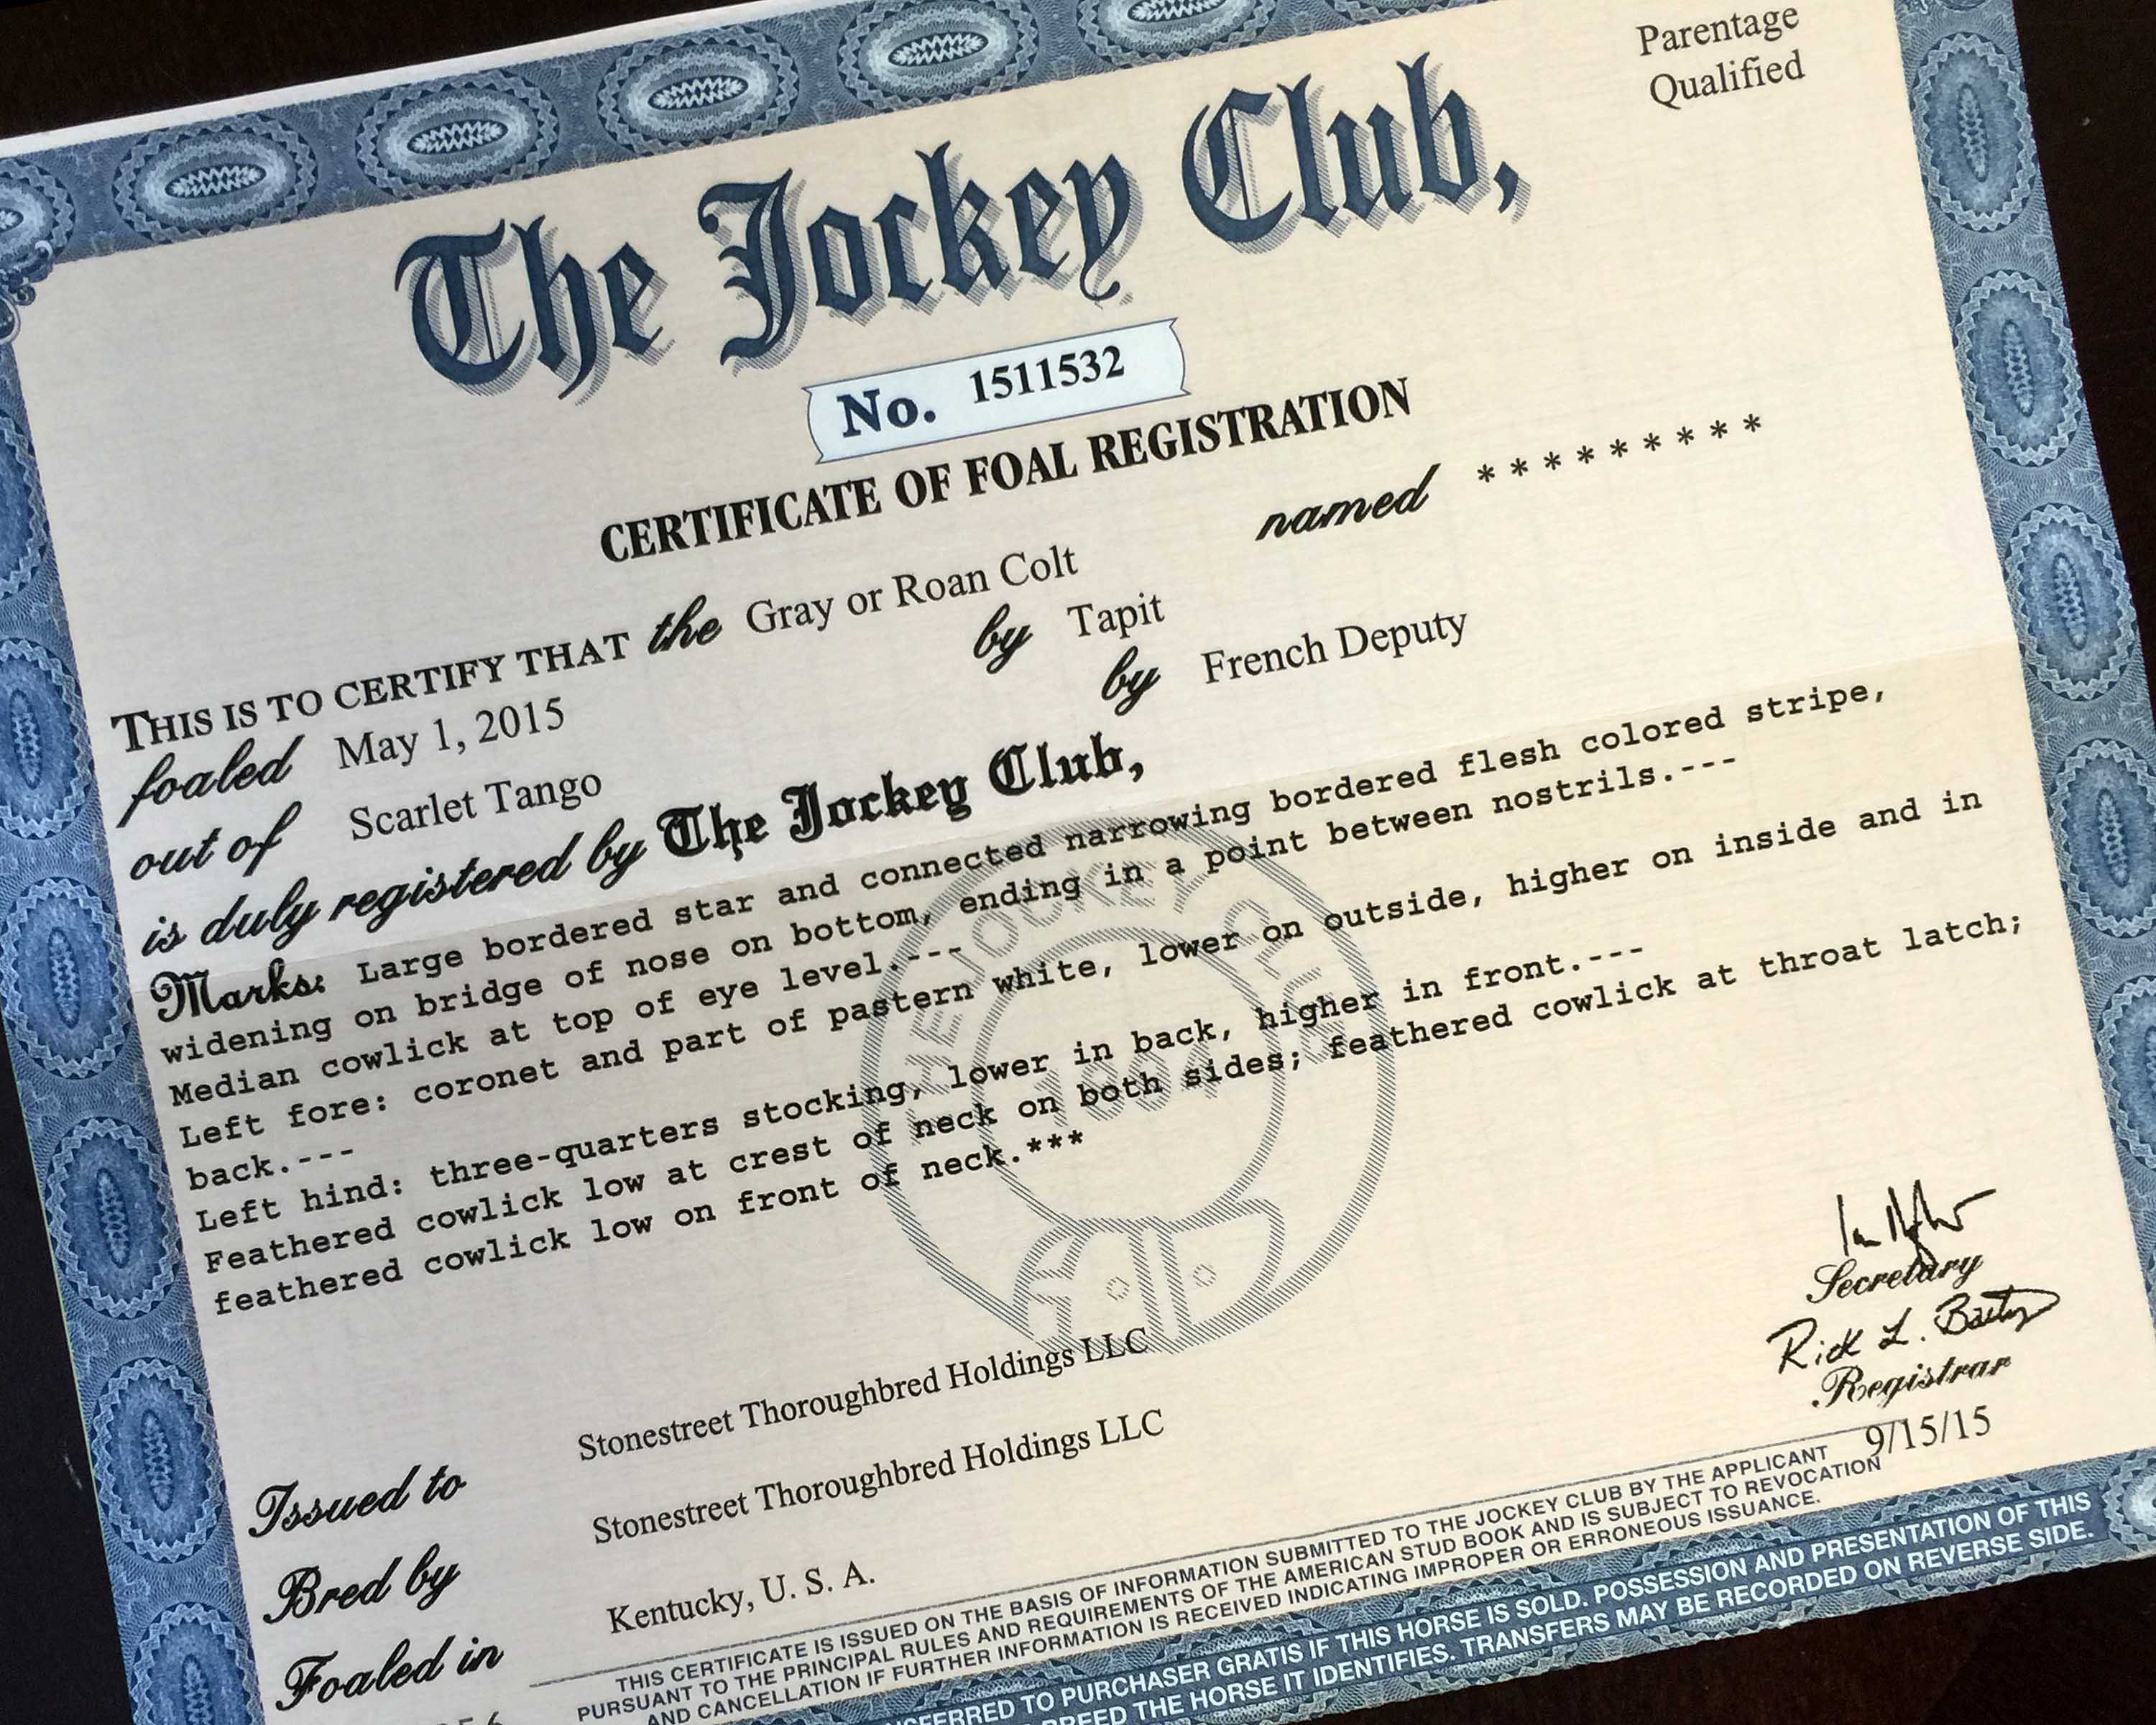 Parentage
Qualified
The Jockey Club,
No. 1511532
CERTIFICATE OF FOAL REGISTRATION
THIS IS TO CERTIFY THAT the Gray or Roan Colt named * * * * * * * * *
foaled May 1, 2015 by Tapit
out of Scarlet Tango by French Deputy
is duly registered by The Jockey Club,
Marks: Large bordered star and connected narrowing bordered flesh colored stripe,
widening on bridge of nose on bottom, ending in a point between nostrils.---
Median cowlick at top of eye level.---
Left fore: coronet and part of pastern white, lower on outside, higher on inside and in
back.---
Left hind: three-quarters stocking, lower in back, higher in front.---
Feathered cowlick low at crest of neck on both sides; feathered cowlick at throat latch;
feathered cowlick low on front of neck.***
THE JOCKEY CLUB
1894
Secretary
Rick L. Baily
Registrar
9/15/15
Issued to Stonestreet Thoroughbred Holdings LLC
Bred by Stonestreet Thoroughbred Holdings LLC
Foaled in Kentucky, U. S. A.
THIS CERTIFICATE IS ISSUED ON THE BASIS OF INFORMATION SUBMITTED TO THE JOCKEY CLUB BY THE APPLICANT
PURSUANT TO THE PRINCIPAL RULES AND REQUIREMENTS OF THE AMERICAN STUD BOOK AND IS SUBJECT TO REVOCATION
AND CANCELLATION IF FURTHER INFORMATION IS RECEIVED INDICATING IMPROPER OR ERRONEOUS ISSUANCE.
TO PURCHASER GRATIS IF THIS HORSE IS SOLD. POSSESSION AND PRESENTATION OF THIS
THE HORSE IT IDENTIFIES. TRANSFERS MAY BE RECORDED ON REVERSE SIDE.